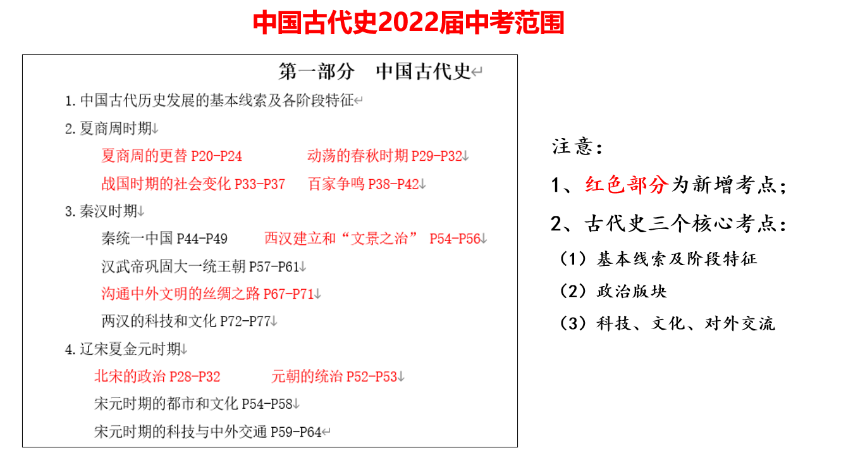 中国古代史2022届中考范围
第一部分 中国古代史↵
1.中国古代历史发展的基本线索及各阶段特征↵
2.夏商周时期↓
夏商周的更替 P20-P24 动荡的春秋时期 P29-P32↓
战国时期的社会变化 P33-P37 百家争鸣 P38-P42↓
3.秦汉时期↓
秦统一中国 P44-P49 西汉建立和“文景之治” P54-P56↓
汉武帝巩固大一统王朝 P57-P61↓
沟通中外文明的丝绸之路 P67-P71↓
两汉的科技和文化 P72-P77↓
4.辽宋夏金元时期↓
北宋的政治 P28-P32 元朝的统治 P52-P53↓
宋元时期的都市和文化 P54-P58↓
宋元时期的科技与中外交通 P59-P64↵
注意：
1、红色部分为新增考点；
2、古代史三个核心考点：
（1）基本线索及阶段特征
（2）政治版块
（3）科技、文化、对外交流